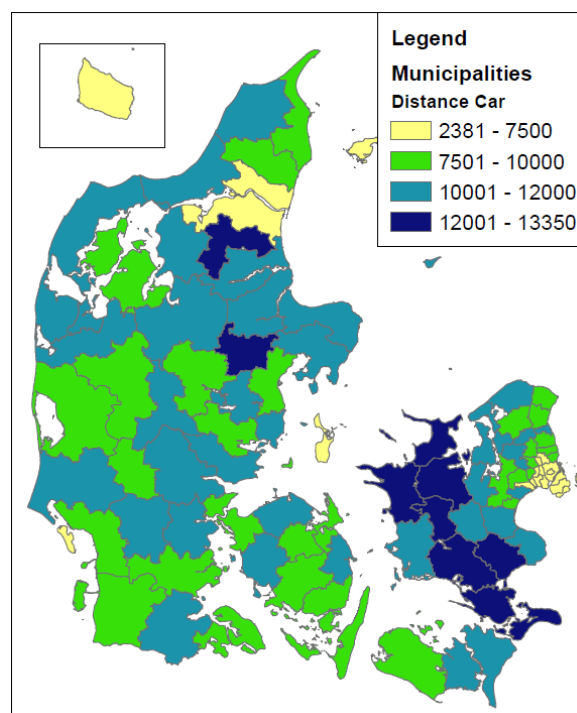 Legend
Municipalities
Distance Car
2381 - 7500
7501 - 10000
10001 - 12000
12001 - 13350